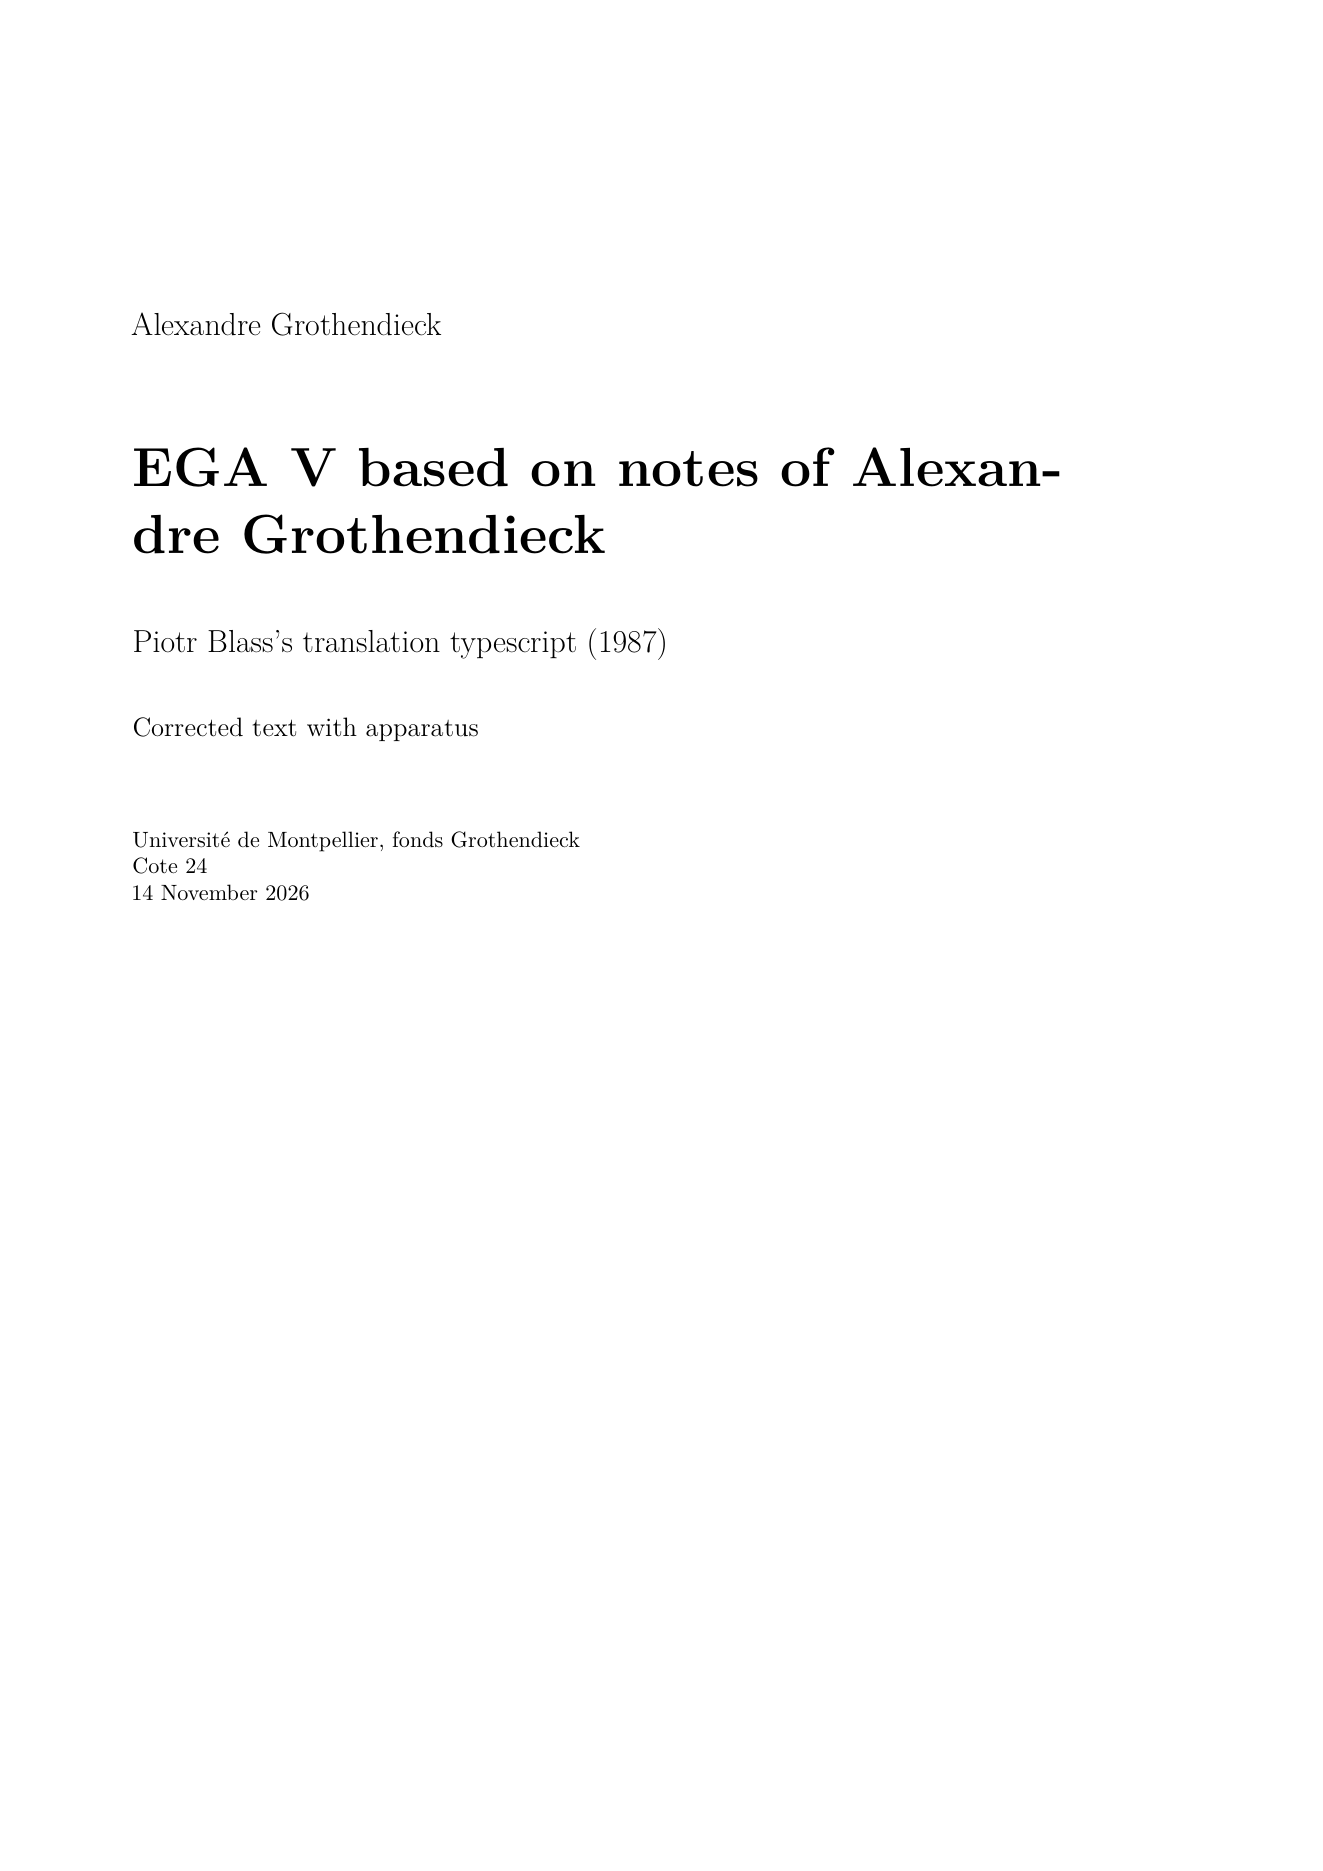 Alexandre Grothendieck
EGA V based on notes of Alexan-
dre Grothendieck
Piotr Blass's translation typescript (1987)
Corrected text with apparatus
Université de Montpellier, fonds Grothendieck
Cote 24
14 November 2026